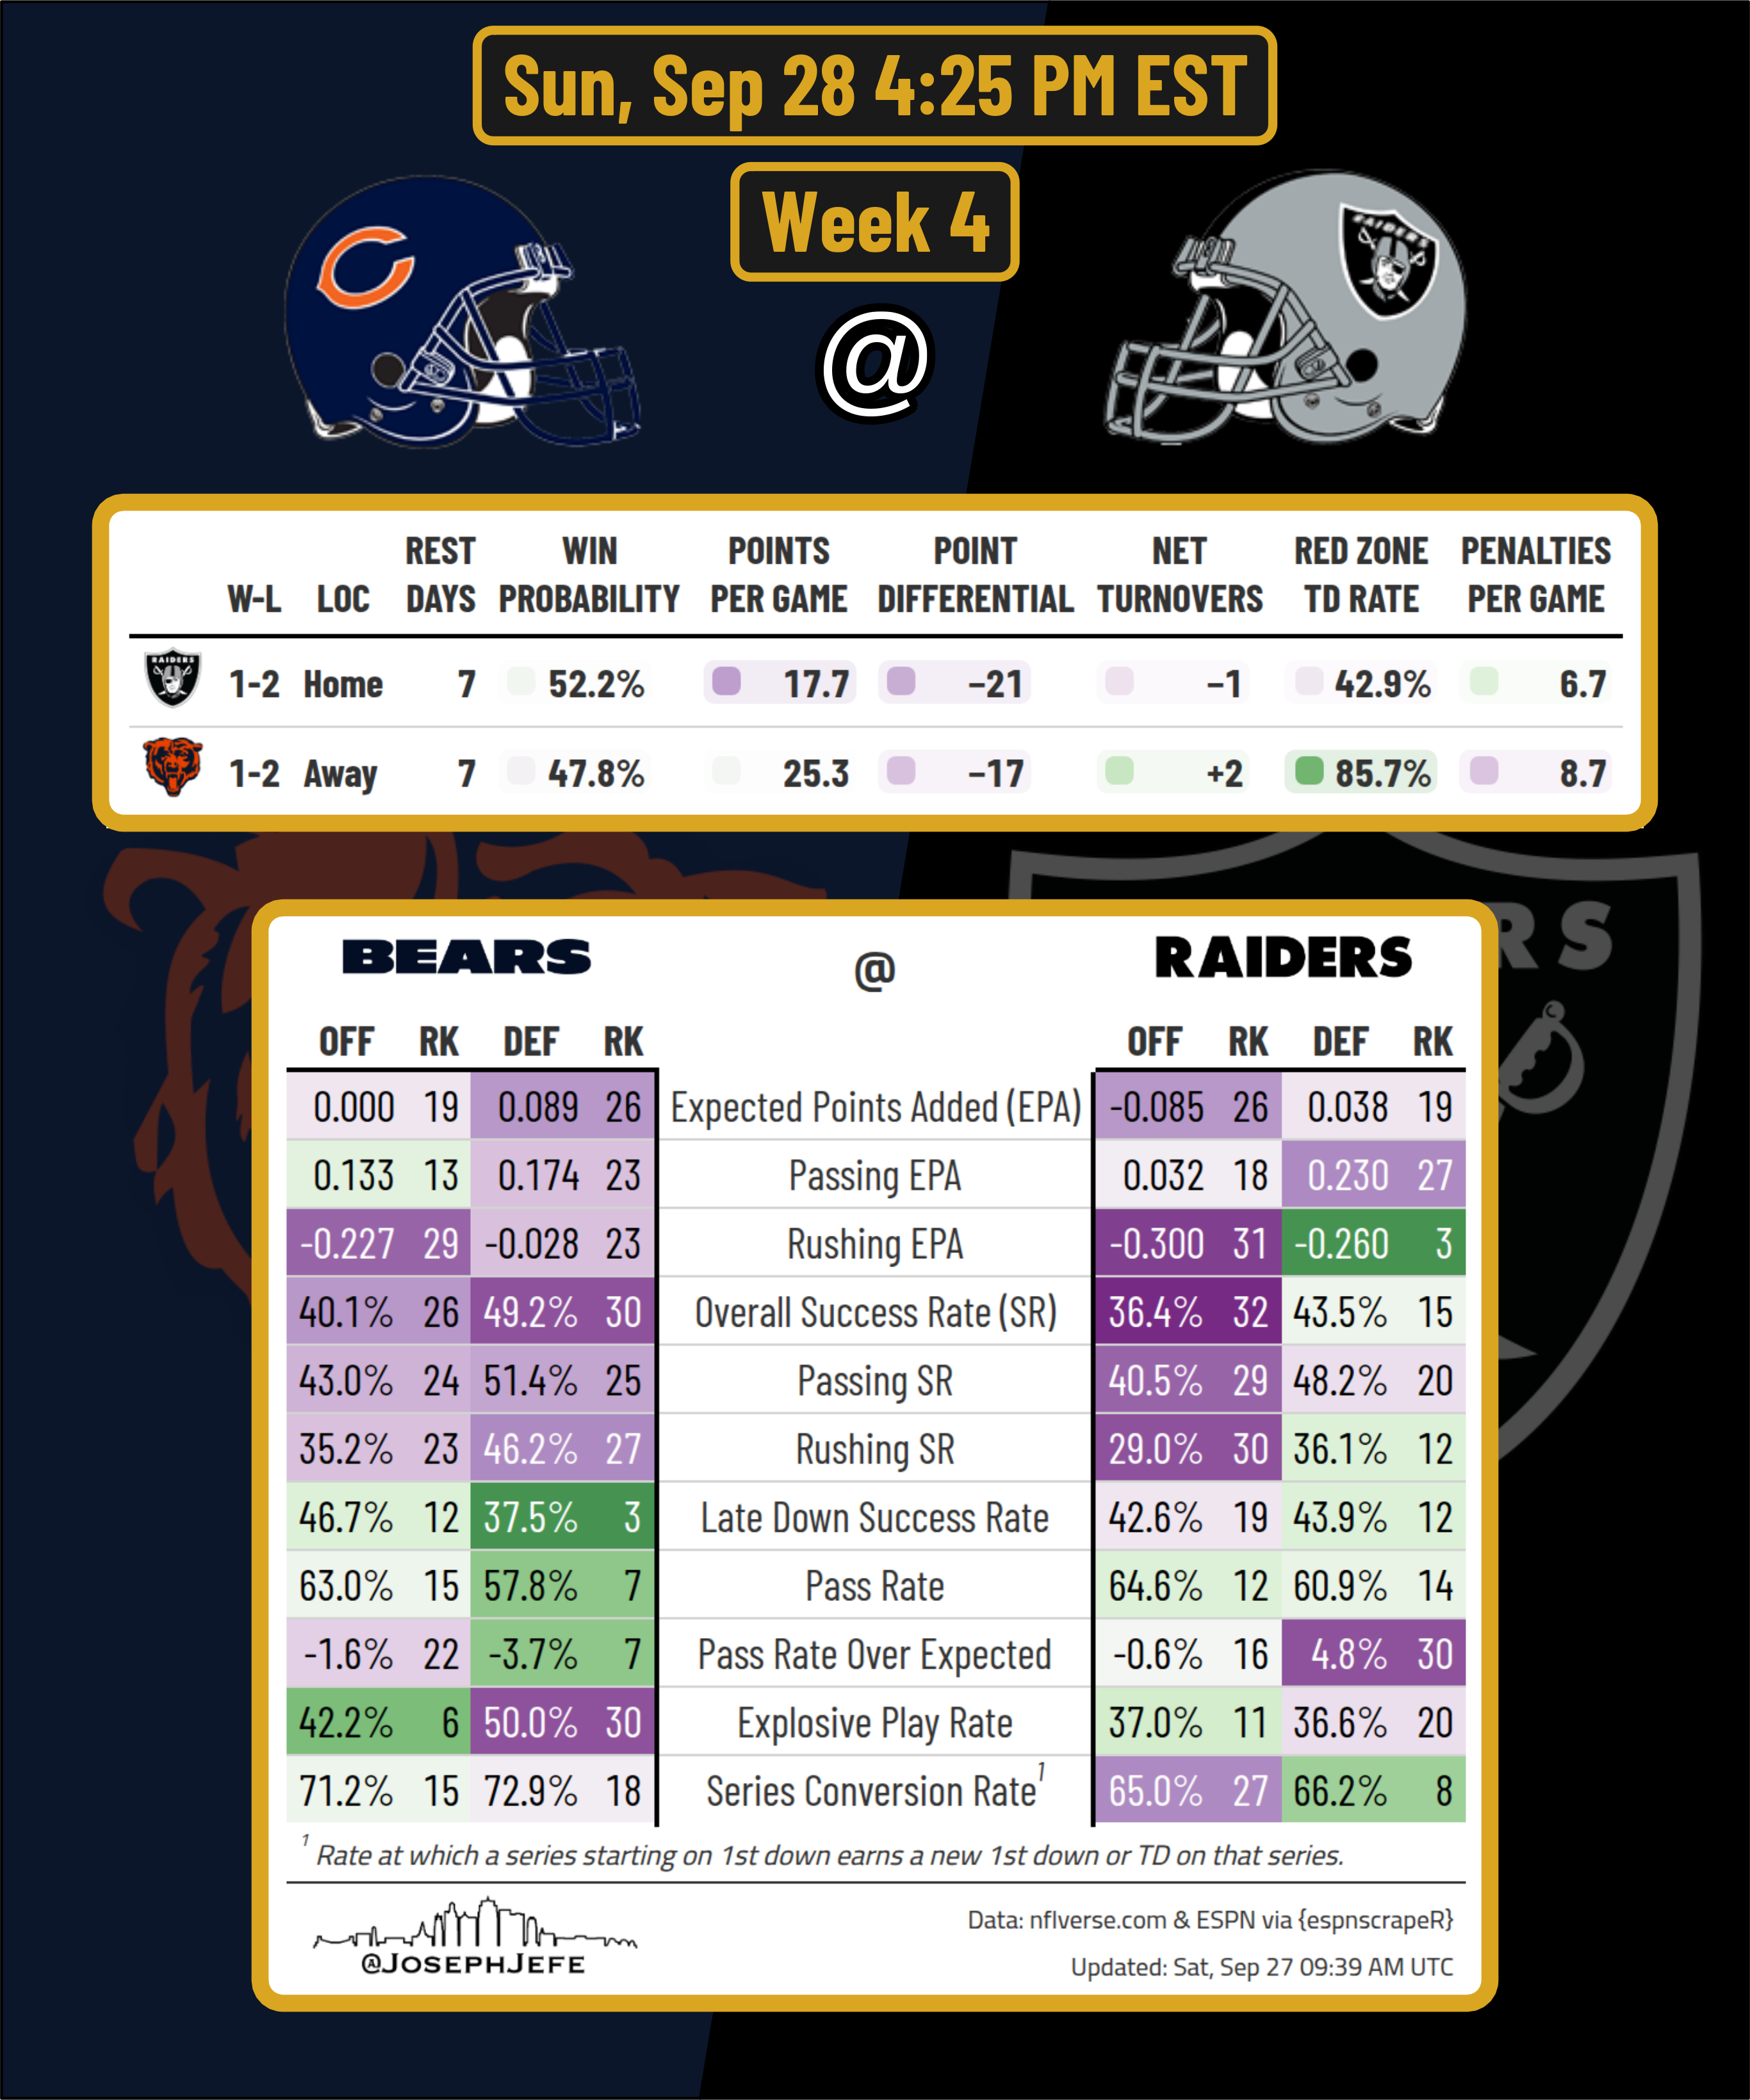 Sun, Sep 28 4:25 PM EST
Week 4
@
RAIDERS
W-L LOC REST DAYS WIN PROBABILITY POINTS PER GAME POINT DIFFERENTIAL NET TURNOVERS RED ZONE TD RATE PENALTIES PER GAME
RAIDERS 1-2 Home 7 52.2% 17.7 −21 −1 42.9% 6.7
1-2 Away 7 47.8% 25.3 −17 +2 85.7% 8.7
RS
BEARS @ RAIDERS
OFF RK DEF RK OFF RK DEF RK
0.000 19 0.089 26 Expected Points Added (EPA) -0.085 26 0.038 19
0.133 13 0.174 23 Passing EPA 0.032 18 0.230 27
-0.227 29 -0.028 23 Rushing EPA -0.300 31 -0.260 3
40.1% 26 49.2% 30 Overall Success Rate (SR) 36.4% 32 43.5% 15
43.0% 24 51.4% 25 Passing SR 40.5% 29 48.2% 20
35.2% 23 46.2% 27 Rushing SR 29.0% 30 36.1% 12
46.7% 12 37.5% 3 Late Down Success Rate 42.6% 19 43.9% 12
63.0% 15 57.8% 7 Pass Rate 64.6% 12 60.9% 14
-1.6% 22 -3.7% 7 Pass Rate Over Expected -0.6% 16 4.8% 30
42.2% 6 50.0% 30 Explosive Play Rate 37.0% 11 36.6% 20
71.2% 15 72.9% 18 Series Conversion Rate¹ 65.0% 27 66.2% 8
¹ Rate at which a series starting on 1st down earns a new 1st down or TD on that series.
@JOSEPHJEFE
Data: nflverse.com & ESPN via {espnscrapeR}
Updated: Sat, Sep 27 09:39 AM UTC